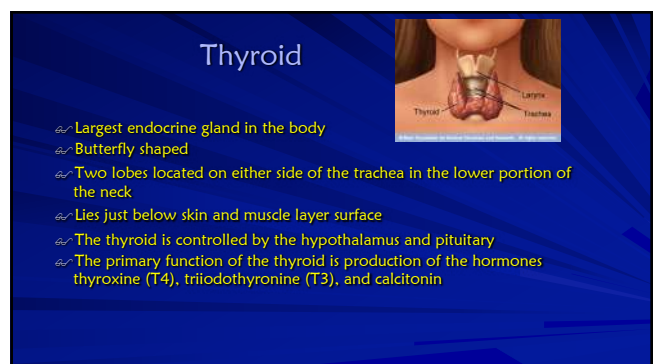 Thyroid
Larynx
Thyroid
Trachea
Largest endocrine gland in the body
Butterfly shaped
Two lobes located on either side of the trachea in the lower portion of
the neck
Lies just below skin and muscle layer surface
The thyroid is controlled by the hypothalamus and pituitary
The primary function of the thyroid is production of the hormones
thyroxine (T4), triiodothyronine (T3), and calcitonin